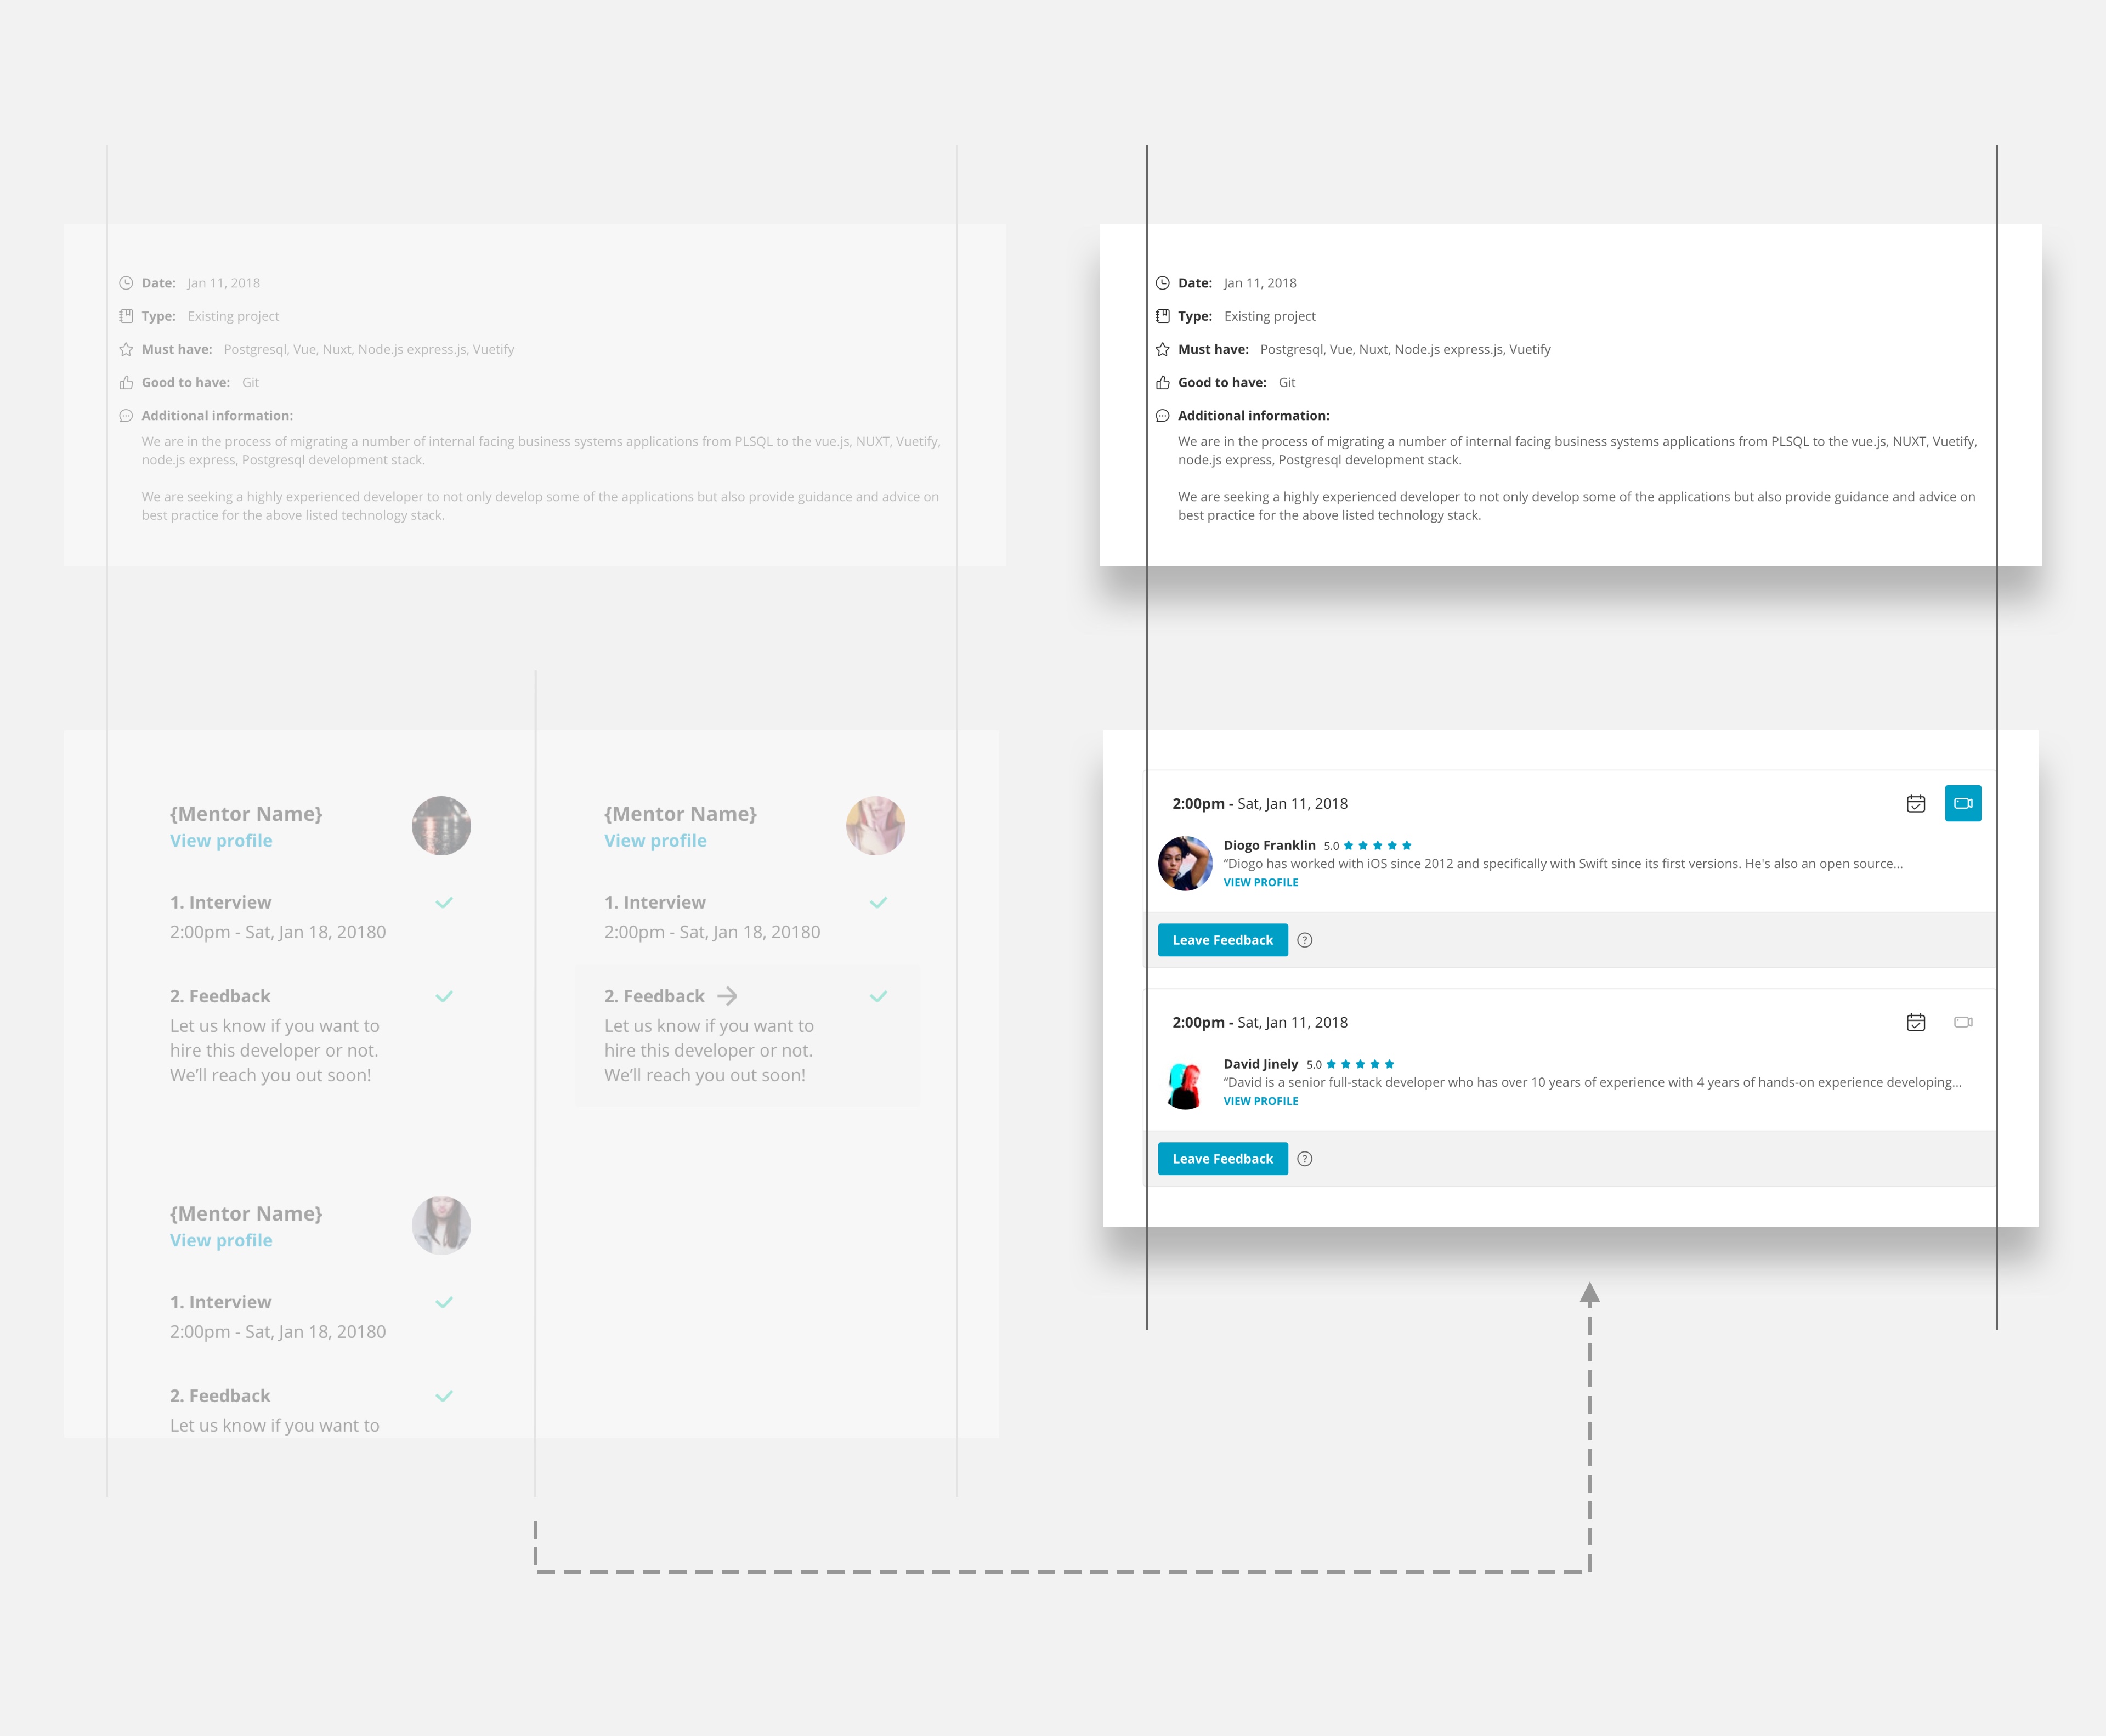 Date: Jan 11, 2018
Type: Existing project
Must have: Postgresql, Vue, Nuxt, Node.js express.js, Vuetify
Good to have: Git
Additional information:
We are in the process of migrating a number of internal facing business systems applications from PLSQL to the vue.js, NUXT, Vuetify,
node.js express, Postgresql development stack.
We are seeking a highly experienced developer to not only develop some of the applications but also provide guidance and advice on
best practice for the above listed technology stack.
{Mentor Name}
View profile
1. Interview
2:00pm - Sat, Jan 18, 20180
2. Feedback
Let us know if you want to
hire this developer or not.
We'll reach you out soon!
{Mentor Name}
View profile
1. Interview
2:00pm - Sat, Jan 18, 20180
2. Feedback
Let us know if you want to
hire this developer or not.
We'll reach you out soon!
{Mentor Name}
View profile
1. Interview
2:00pm - Sat, Jan 18, 20180
2. Feedback
Let us know if you want to
Date: Jan 11, 2018
Type: Existing project
Must have: Postgresql, Vue, Nuxt, Node.js express.js, Vuetify
Good to have: Git
Additional information:
We are in the process of migrating a number of internal facing business systems applications from PLSQL to the vue.js, NUXT, Vuetify,
node.js express, Postgresql development stack.
We are seeking a highly experienced developer to not only develop some of the applications but also provide guidance and advice on
best practice for the above listed technology stack.
2:00pm - Sat, Jan 11, 2018
Diogo Franklin 5.0
“Diogo has worked with iOS since 2012 and specifically with Swift since its first versions. He's also an open source...
VIEW PROFILE
Leave Feedback ?
2:00pm - Sat, Jan 11, 2018
David Jinely 5.0
“David is a senior full-stack developer who has over 10 years of experience with 4 years of hands-on experience developing...
VIEW PROFILE
Leave Feedback ?